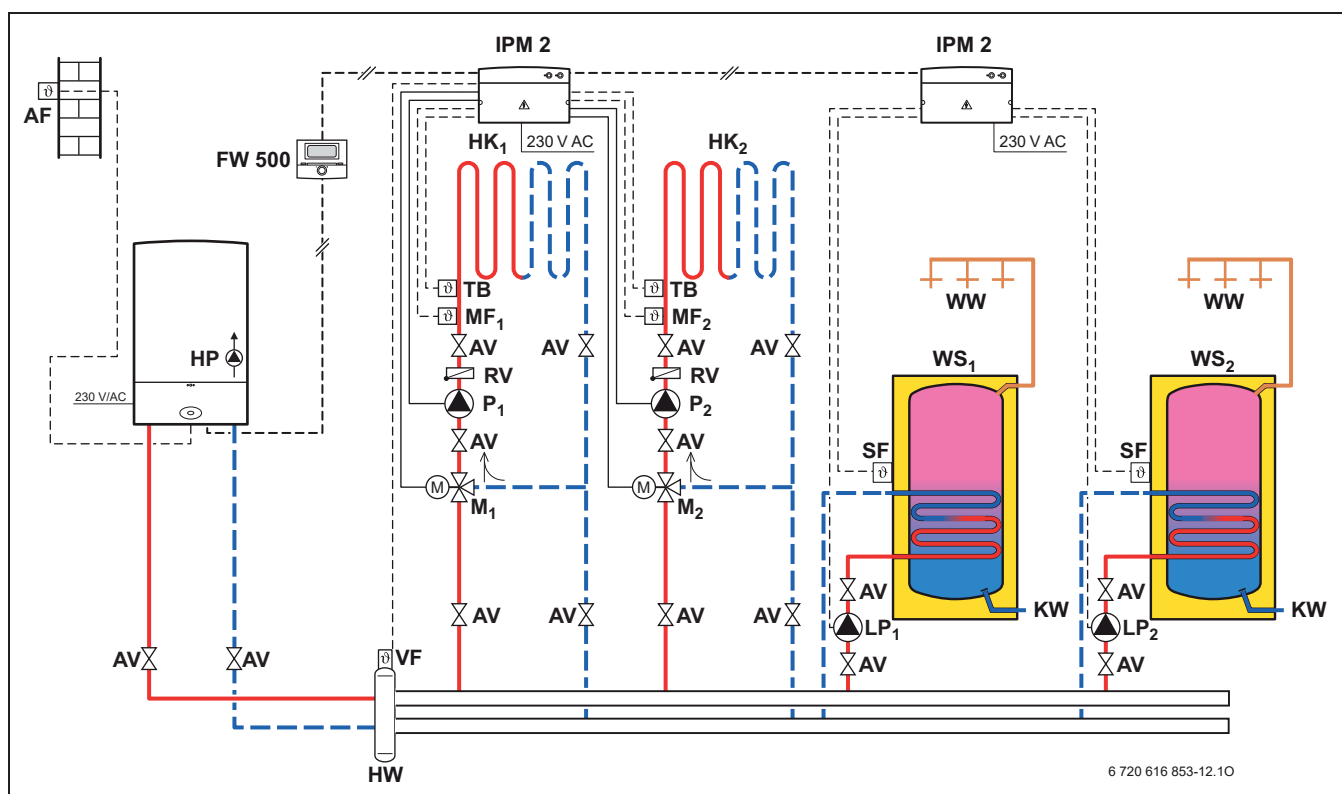 IPM 2 IPM 2
AF
FW 500
230 V AC 230 V AC
HK1 HK2
TB TB
MF1 MF2
WW WW
HP
AV AV AV AV
WS1 WS2
RV RV
230 V/AC
P1 P2
AV AV
SF SF
M M
M1 M2
AV AV
KW KW
AV AV AV AV
LP1 LP2
AV AV VF AV AV
HW
6 720 616 853-12.1O